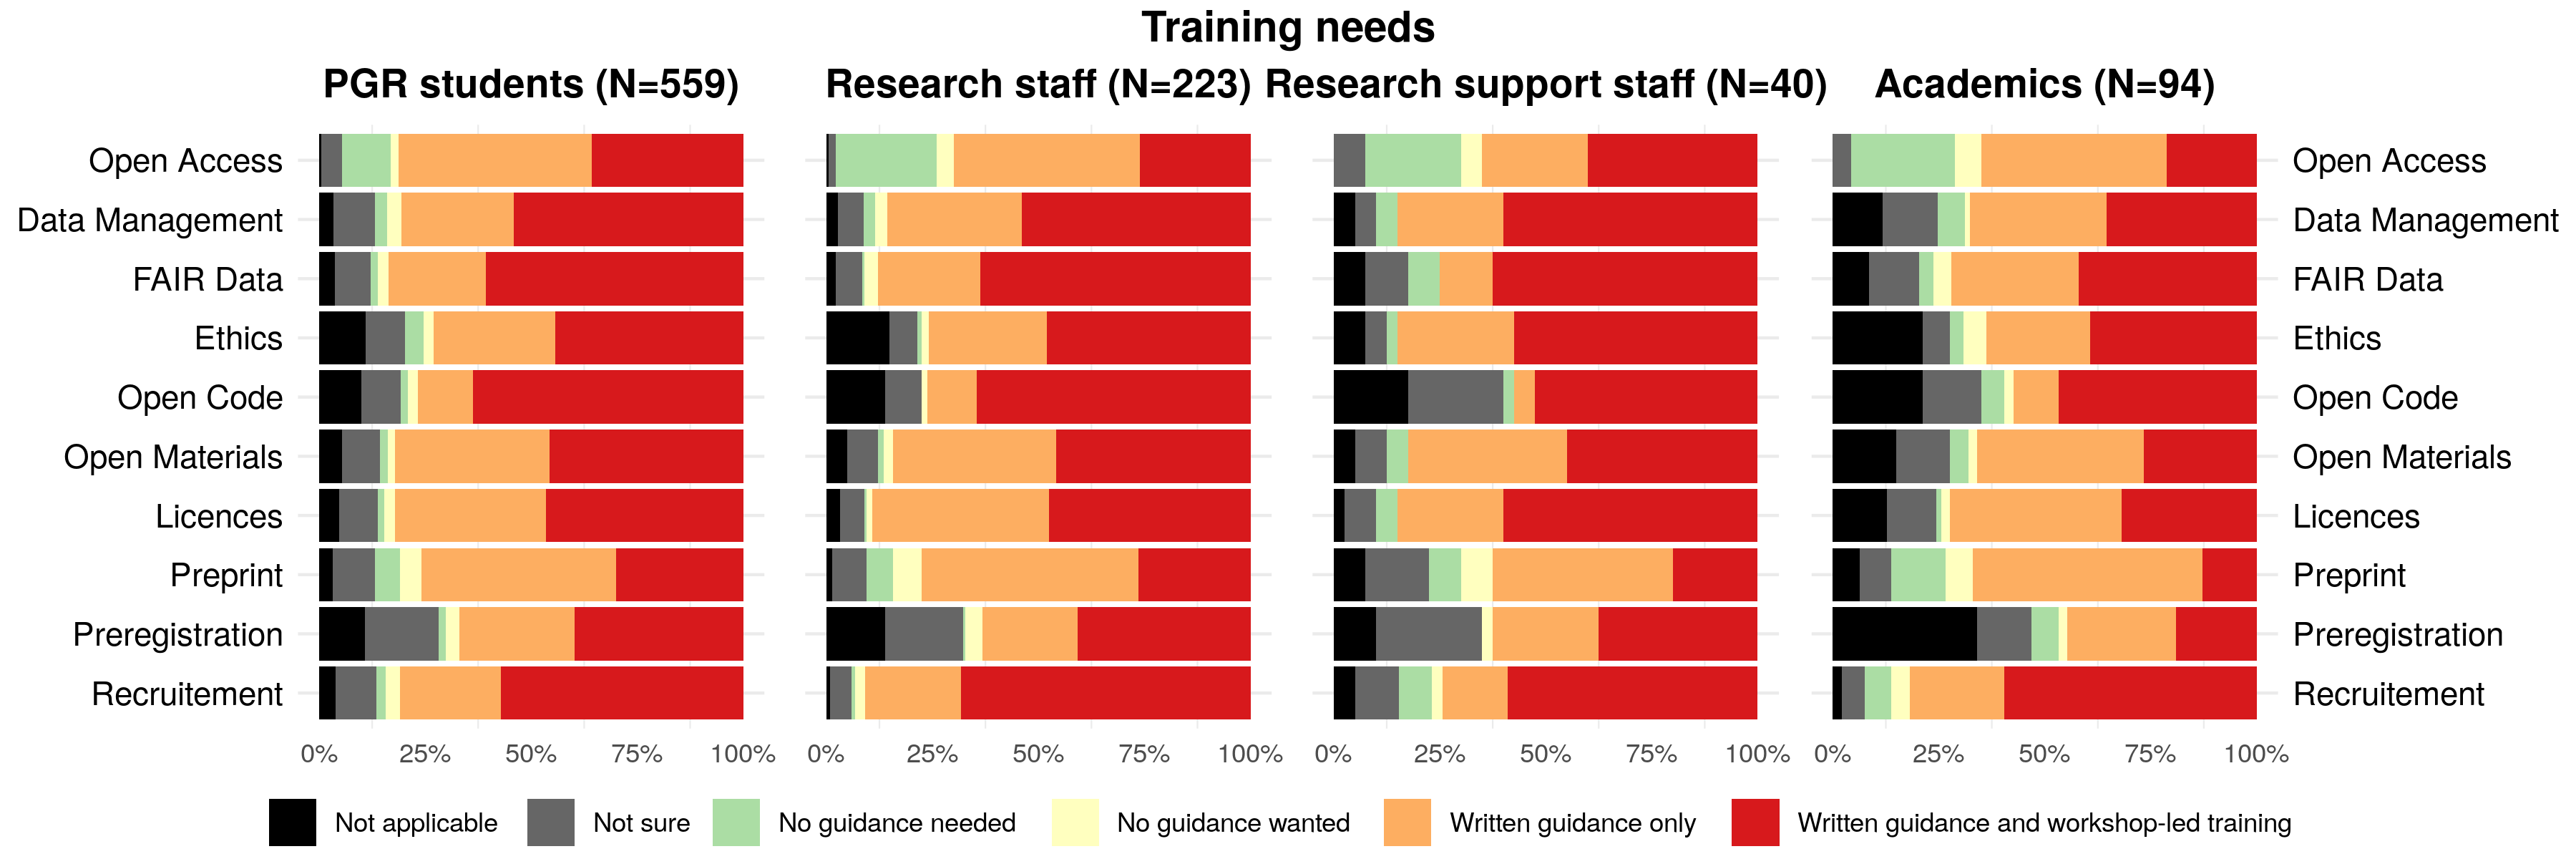 Training needs
PGR students (N=559) Research staff (N=223) Research support staff (N=40) Academics (N=94)
Open Access Open Access
Data Management Data Management
FAIR Data FAIR Data
Ethics Ethics
Open Code Open Code
Open Materials Open Materials
Licences Licences
Preprint Preprint
Preregistration Preregistration
Recruitement Recruitement
0% 25% 50% 75% 100% 0% 25% 50% 75% 100% 0% 25% 50% 75% 100% 0% 25% 50% 75% 100%
Not applicable Not sure No guidance needed No guidance wanted Written guidance only Written guidance and workshop-led training